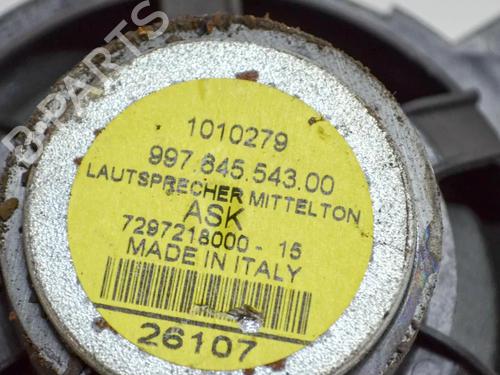 1010279
997.645.543.00
LAUTSPRECHER MITTELTON
ASK
7297218000 - 15
MADE IN ITALY
26107
B-PARTS